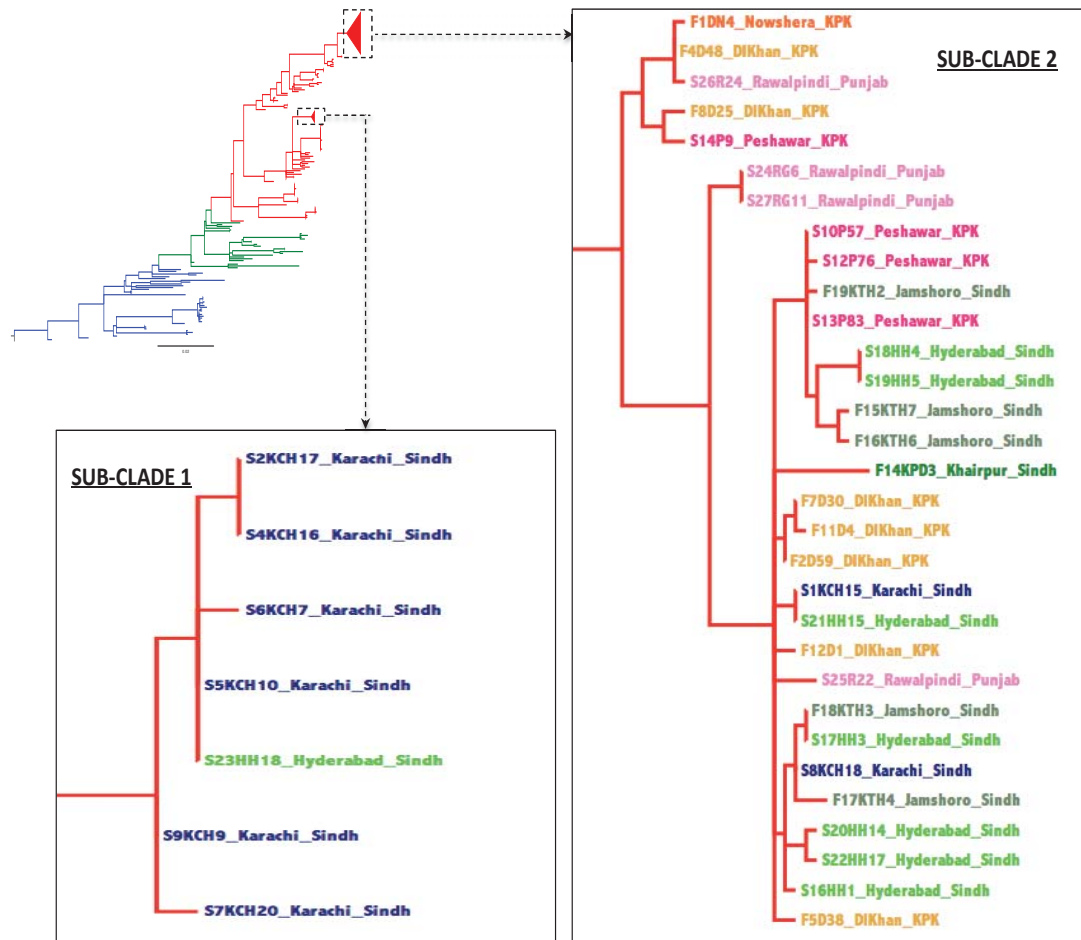 SUB-CLADE 2
F1DN4_Nowshera_KPK
F4D48_DIKhan_KPK
S26R24_Rawalpindi_Punjab
F8D25_DIKhan_KPK
S14P9_Peshawar_KPK
S24RG6_Rawalpindi_Punjab
S27RG11_Rawalpindi_Punjab
S10P57_Peshawar_KPK
S12P76_Peshawar_KPK
F19KTH2_Jamshoro_Sindh
S13P83_Peshawar_KPK
S18HH4_Hyderabad_Sindh
S19HH5_Hyderabad_Sindh
F15KTH7_Jamshoro_Sindh
F16KTH6_Jamshoro_Sindh
F14KPD3_Khairpur_Sindh
F7D30_DIKhan_KPK
F11D4_DIKhan_KPK
F2D59_DIKhan_KPK
S1KCH15_Karachi_Sindh
S21HH15_Hyderabad_Sindh
F12D1_DIKhan_KPK
S25R22_Rawalpindi_Punjab
F18KTH3_Jamshoro_Sindh
S17HH3_Hyderabad_Sindh
S8KCH18_Karachi_Sindh
F17KTH4_Jamshoro_Sindh
S20HH14_Hyderabad_Sindh
S22HH17_Hyderabad_Sindh
S16HH1_Hyderabad_Sindh
F5D38_DIKhan_KPK
SUB-CLADE 1
S2KCH17_Karachi_Sindh
S4KCH16_Karachi_Sindh
S6KCH7_Karachi_Sindh
S5KCH10_Karachi_Sindh
S23HH18_Hyderabad_Sindh
S9KCH9_Karachi_Sindh
S7KCH20_Karachi_Sindh